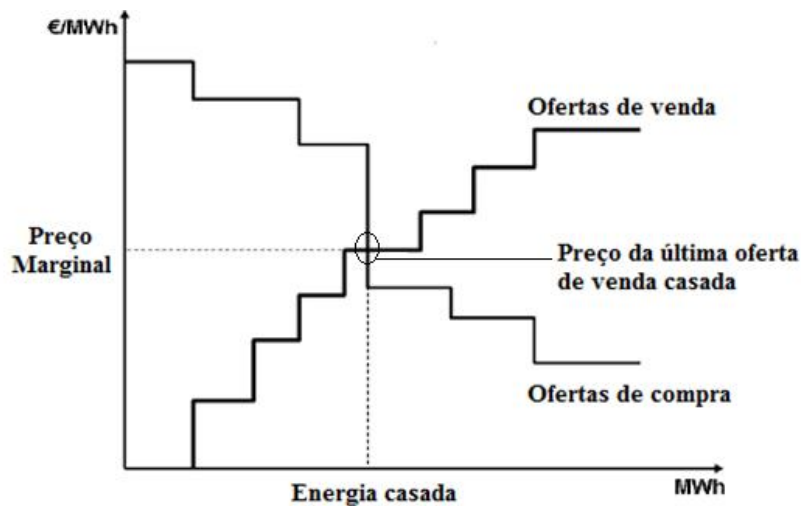 €/MWh
Ofertas de venda
Preço
Marginal
Preço da última oferta
de venda casada
Ofertas de compra
Energia casada
MWh